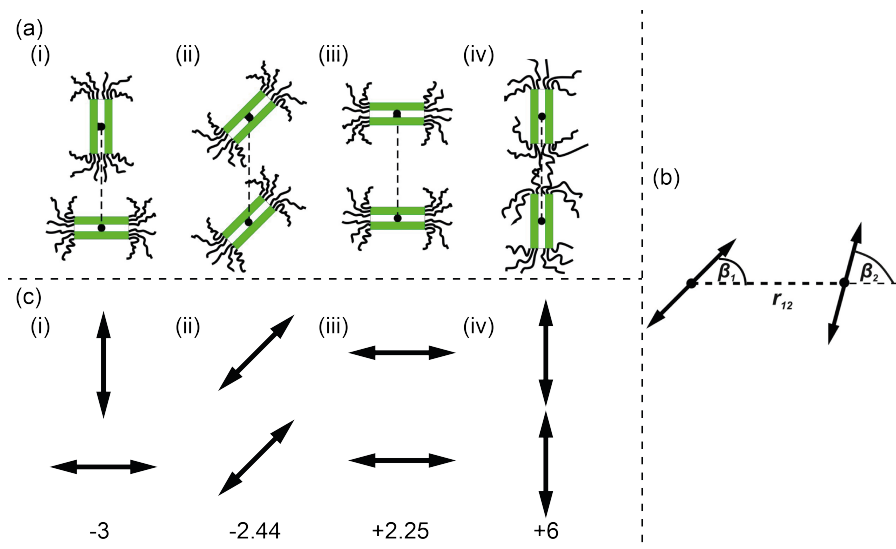 (a)
(i) (ii) (iii) (iv)
(b)
β1 β2
r12
(c)
(i) (ii) (iii) (iv)
-3 -2.44 +2.25 +6